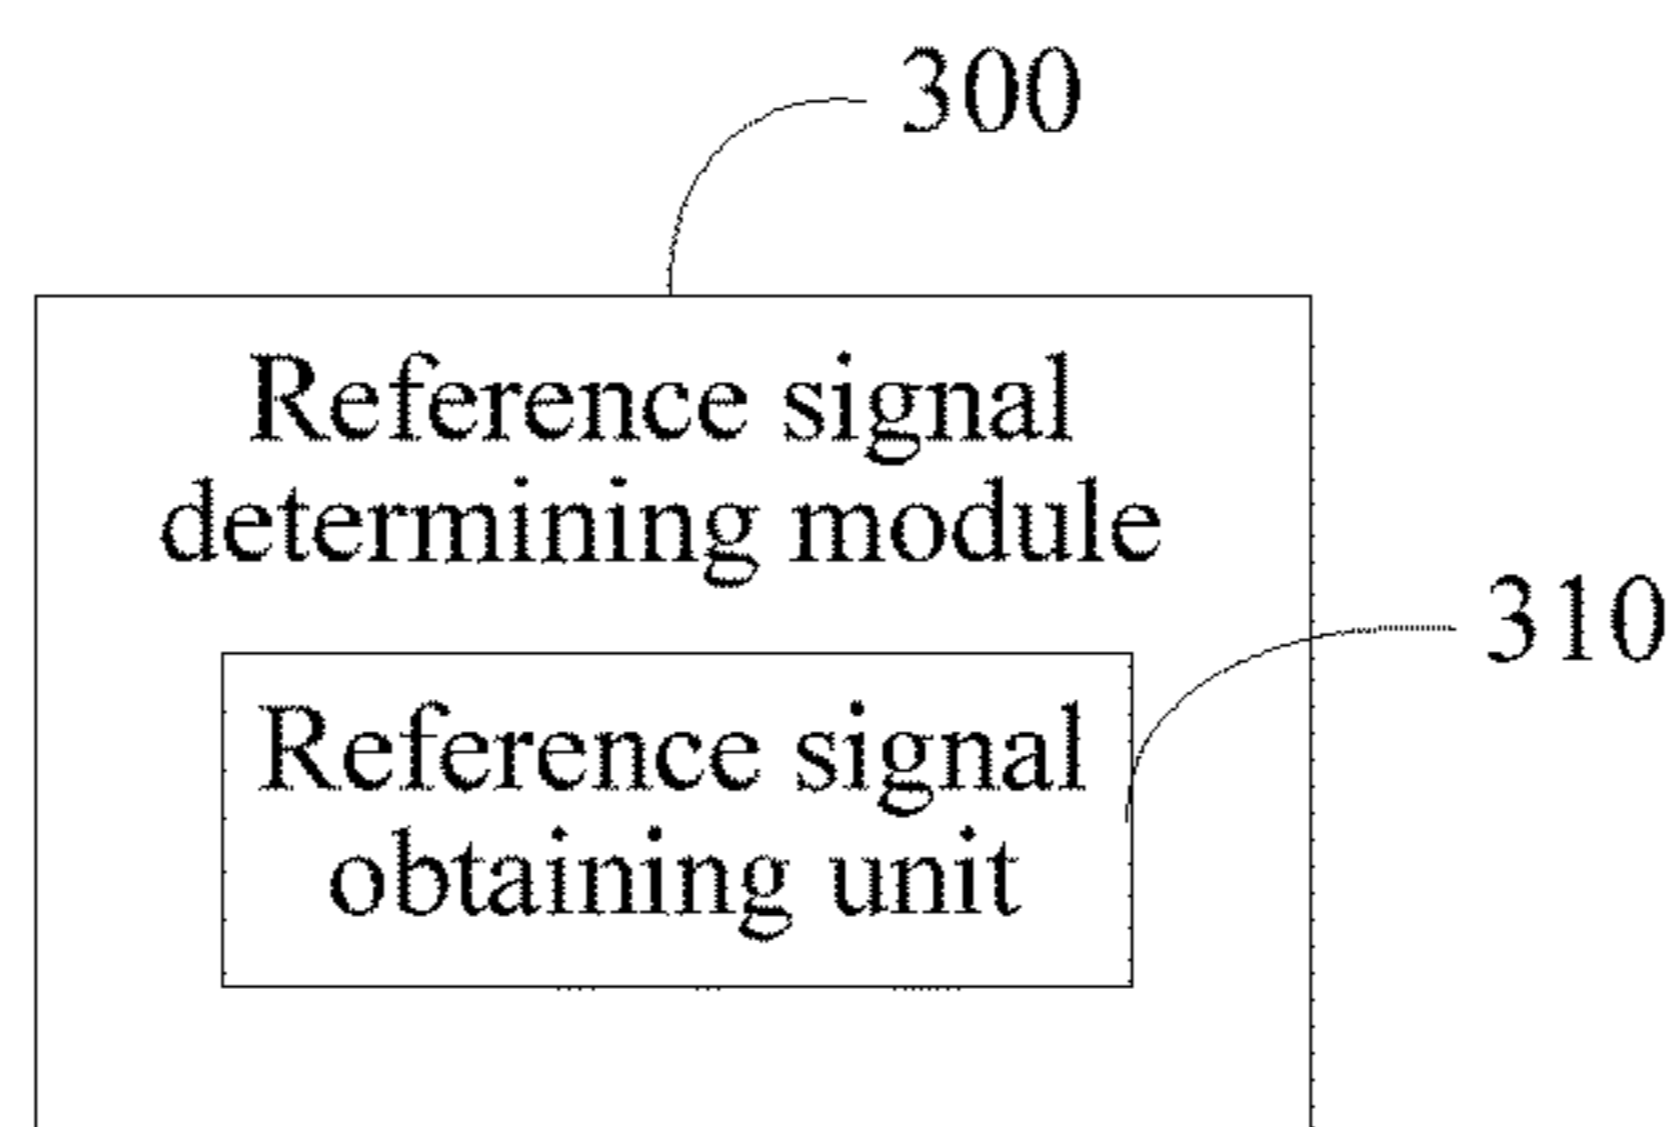 300
Reference signal
determining module
310
Reference signal
obtaining unit